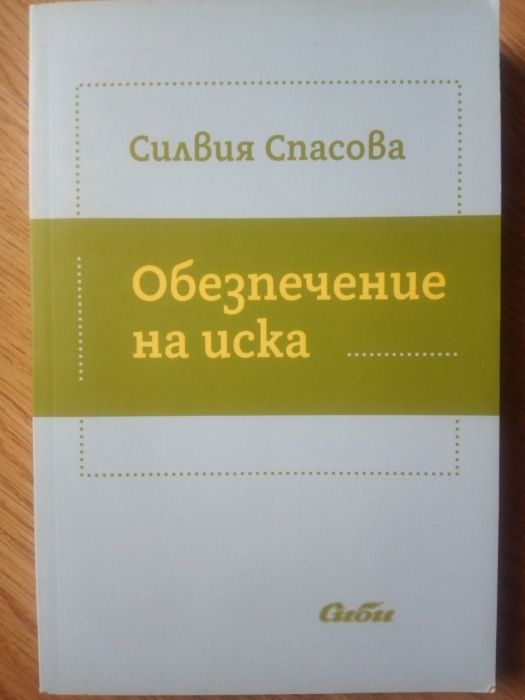 Силвия Спасова
Обезпечение
на иска
Сиби